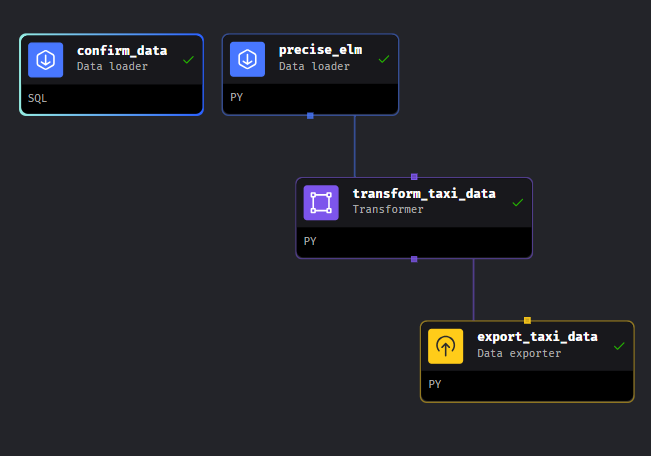 confirm_data
Data loader
SQL
precise_elm
Data loader
PY
transform_taxi_data
Transformer
PY
export_taxi_data
Data exporter
PY